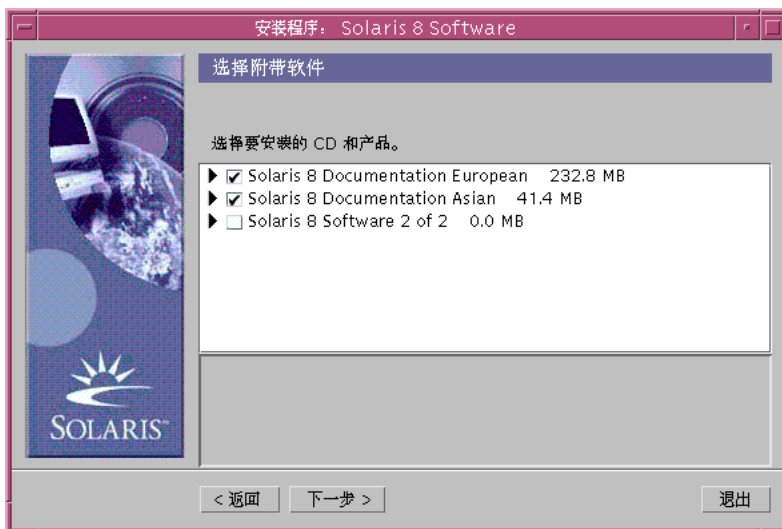 安装程序： Solaris 8 Software
选择附带软件
选择要安装的 CD 和产品。
Solaris 8 Documentation European 232.8 MB
Solaris 8 Documentation Asian 41.4 MB
Solaris 8 Software 2 of 2 0.0 MB
SOLARIS™
< 返回
下一步 >
退出